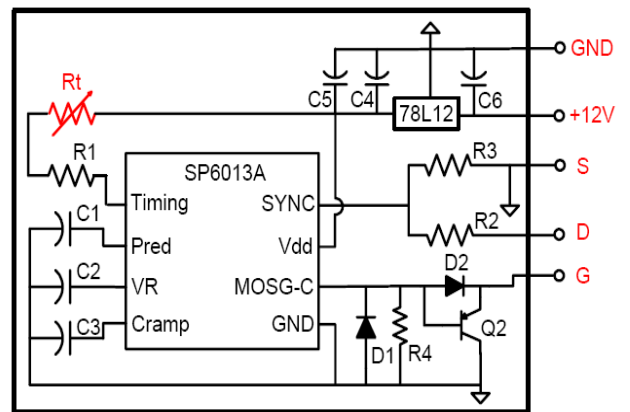 GND
Rt
C5
C4
C6
78L12
+12V
R1
SP6013A
R3
S
C1
Timing
SYNC
R2
D
Pred
Vdd
D2
G
C2
VR
MOSG-C
C3
Cramp
GND
D1
R4
Q2